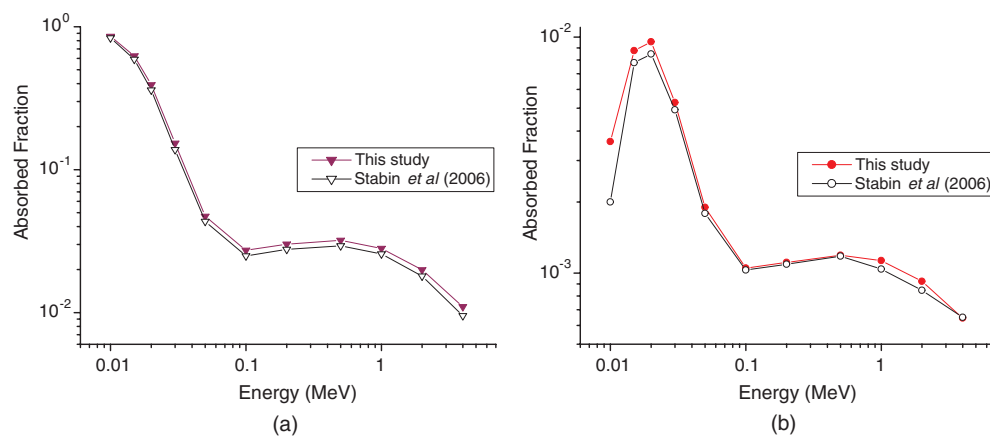 10⁰
10⁻¹
10⁻²
Absorbed Fraction
This study
Stabin et al (2006)
0.01
0.1
1
Energy (MeV)
(a)
10⁻²
10⁻³
Absorbed Fraction
This study
Stabin et al (2006)
0.01
0.1
1
Energy (MeV)
(b)